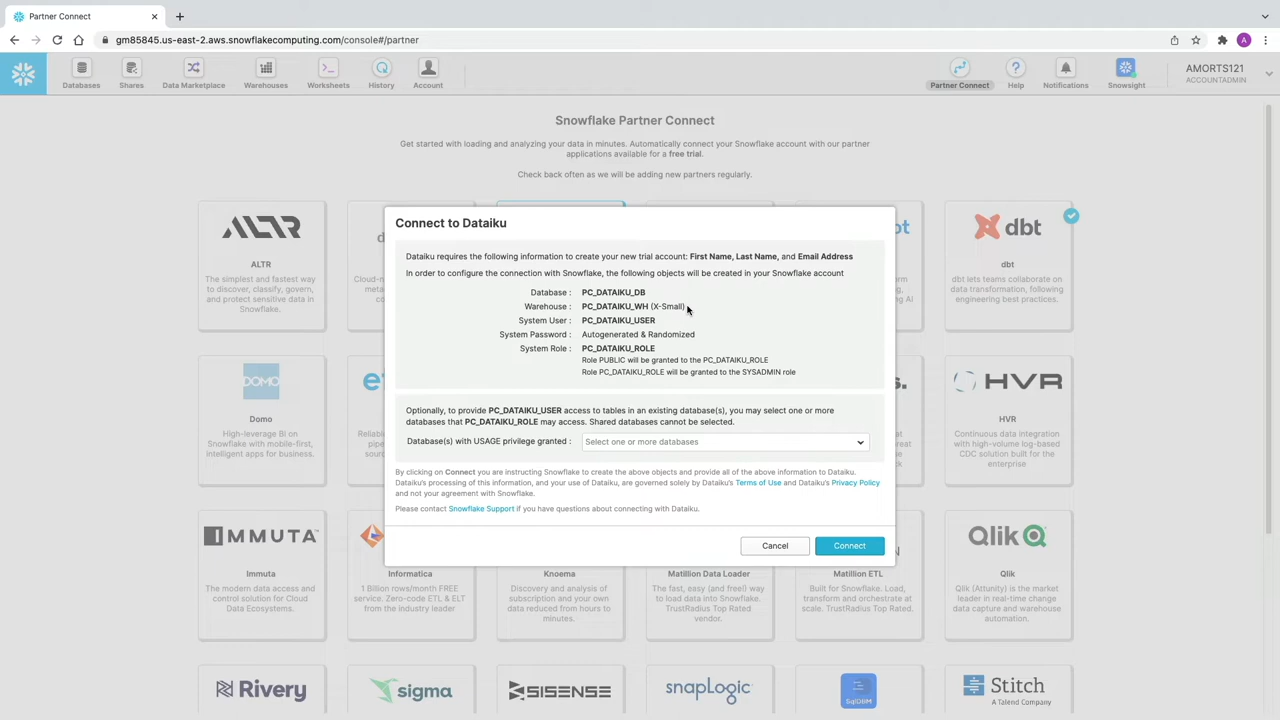 Partner Connect
gm85845.us-east-2.aws.snowflakecomputing.com/console#/partner
A
Databases
Shares
Data Marketplace
Warehouses
Worksheets
History
Account
Partner Connect
Help
Notifications
Snowsight
AMORTS121
ACCOUNTADMIN
Snowflake Partner Connect
Get started with loading and analyzing your data in minutes. Automatically connect your Snowflake account with our partner
applications available for a free trial.
Check back often as we will be adding new partners regularly.
ALTR
ALTR
The simplest and fastest way
to discover, classify, govern,
and protect sensitive data in
Snowflake.
dbt
dbt
dbt lets teams collaborate on
data transformation, following
engineering best practices.
Connect to Dataiku
Dataiku requires the following information to create your new trial account: First Name, Last Name, and Email Address
In order to configure the connection with Snowflake, the following objects will be created in your Snowflake account
Database : PC_DATAIKU_DB
Warehouse : PC_DATAIKU_WH (X-Small)
System User : PC_DATAIKU_USER
System Password : Autogenerated & Randomized
System Role : PC_DATAIKU_ROLE
Role PUBLIC will be granted to the PC_DATAIKU_ROLE
Role PC_DATAIKU_ROLE will be granted to the SYSADMIN role
Optionally, to provide PC_DATAIKU_USER access to tables in an existing database(s), you may select one or more
databases that PC_DATAIKU_ROLE may access. Shared databases cannot be selected.
Database(s) with USAGE privilege granted : Select one or more databases
By clicking on Connect you are instructing Snowflake to create the above objects and provide all of the above information to Dataiku.
Dataiku's processing of this information, and your use of Dataiku, are governed solely by Dataiku's Terms of Use and Dataiku's Privacy Policy
and not your agreement with Snowflake.
Please contact Snowflake Support if you have questions about connecting with Dataiku.
Cancel
Connect
DOMO
Domo
High-leverage BI on
Snowflake with mobile-first,
intelligent apps for business.
HVR
HVR
Continuous data integration
with high-volume log-based
CDC solution built for the
enterprise
IMMUTA
Immuta
The modern data access and
control solution for Cloud
Data Ecosystems.
Informatica
1 Billion rows/month FREE
service. Zero-code ETL & ELT
from the industry leader
Knoema
Discovery and analysis of
subscription and your own
data reduced from hours to
minutes.
Matillion Data Loader
The fast, easy (and free!) way
to load data into Snowflake.
TrustRadius Top Rated
vendor.
Matillion ETL
Built for Snowflake. Load,
transform and orchestrate at
scale. TrustRadius Top Rated.
Qlik
Qlik
Qlik (Attunity) is the market
leader in real-time change
data capture and warehouse
automation.
Rivery
sigma
SISENSE
snapLogic
SqlDBM
Stitch
A Talend Company